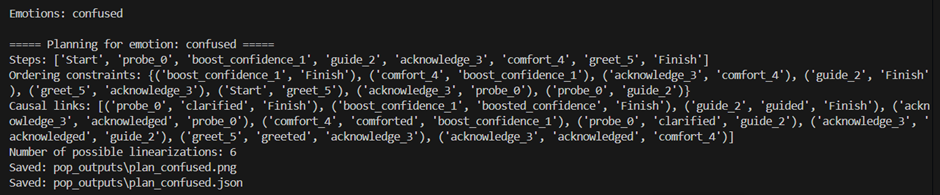 Emotions: confused
===== Planning for emotion: confused =====
Steps: ['Start', 'probe_0', 'boost_confidence_1', 'guide_2', 'acknowledge_3', 'comfort_4', 'greet_5', 'Finish']
Ordering constraints: {('boost_confidence_1', 'Finish'), ('comfort_4', 'boost_confidence_1'), ('acknowledge_3', 'comfort_4'), ('guide_2', 'Finish'
), ('greet_5', 'acknowledge_3'), ('Start', 'greet_5'), ('acknowledge_3', 'probe_0'), ('probe_0', 'guide_2')}
Causal links: [('probe_0', 'clarified', 'Finish'), ('boost_confidence_1', 'boosted_confidence', 'Finish'), ('guide_2', 'guided', 'Finish'), ('ackn
owledge_3', 'acknowledged', 'probe_0'), ('comfort_4', 'comforted', 'boost_confidence_1'), ('probe_0', 'clarified', 'guide_2'), ('acknowledge_3', '
acknowledged', 'guide_2'), ('greet_5', 'greeted', 'acknowledge_3'), ('acknowledge_3', 'acknowledged', 'comfort_4')]
Number of possible linearizations: 6
Saved: pop_outputs\plan_confused.png
Saved: pop_outputs\plan_confused.json